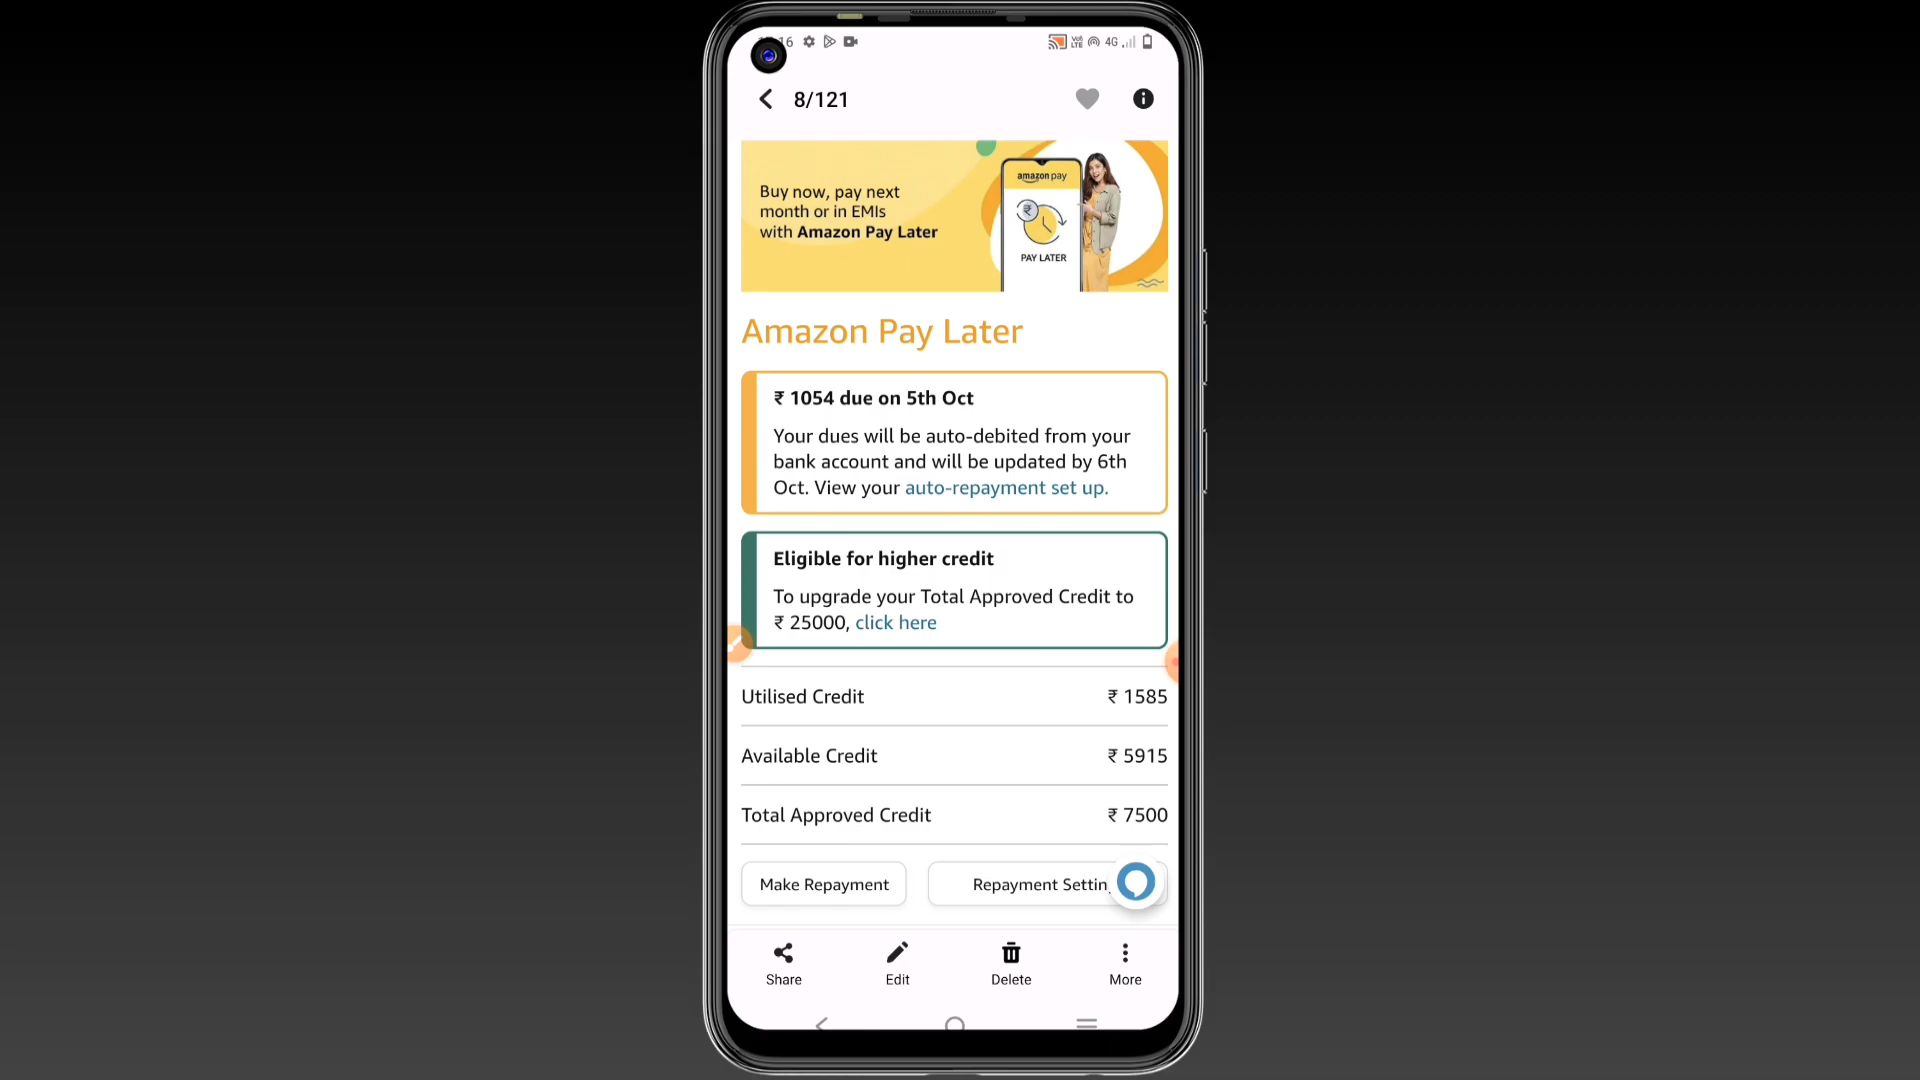 16
VoLTE 4G
8/121
Buy now, pay next
month or in EMIs
with Amazon Pay Later
amazon pay
₹
PAY LATER
Amazon Pay Later
₹ 1054 due on 5th Oct
Your dues will be auto-debited from your
bank account and will be updated by 6th
Oct. View your auto-repayment set up.
Eligible for higher credit
To upgrade your Total Approved Credit to
₹ 25000, click here
Utilised Credit ₹ 1585
Available Credit ₹ 5915
Total Approved Credit ₹ 7500
Make Repayment Repayment Settin
Share Edit Delete More